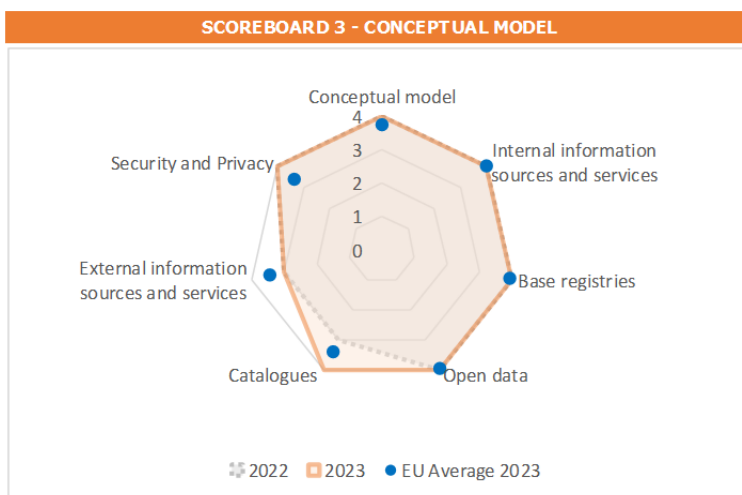 SCOREBOARD 3 - CONCEPTUAL MODEL
Conceptual model
4
3
2
1
0
Internal information
sources and services
Base registries
Open data
Catalogues
External information
sources and services
Security and Privacy
2022 2023 EU Average 2023